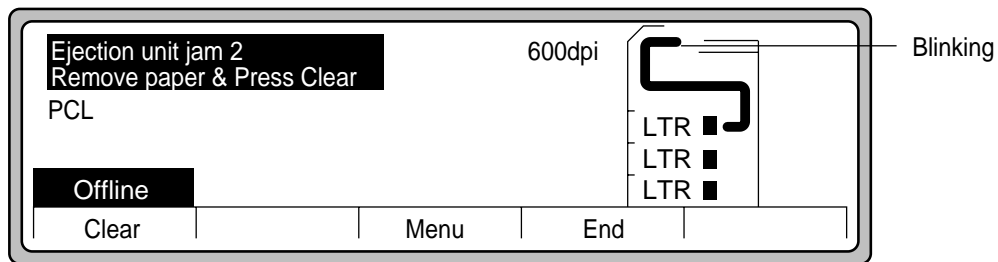 Ejection unit jam 2
Remove paper & Press Clear
600dpi
Blinking
PCL
LTR
LTR
LTR
Offline
Clear Menu End